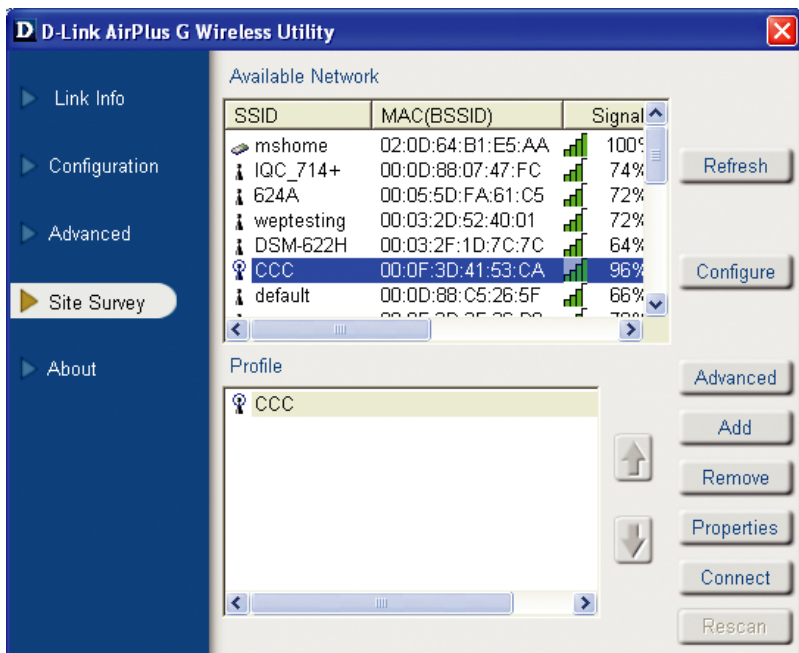 D D-Link AirPlus G Wireless Utility
Link Info
Configuration
Advanced
Site Survey
About
Available Network
SSID MAC(BSSID) Signal
mshome 02:0D:64:B1:E5:AA 100%
IQC_714+ 00:0D:88:07:47:FC 74%
624A 00:05:5D:FA:61:C5 72%
weptesting 00:03:2D:52:40:01 72%
DSM-622H 00:03:2F:1D:7C:7C 64%
CCC 00:0F:3D:41:53:CA 96%
default 00:0D:88:C5:26:5F 66%
Refresh
Configure
Profile
CCC
Advanced
Add
Remove
Properties
Connect
Rescan